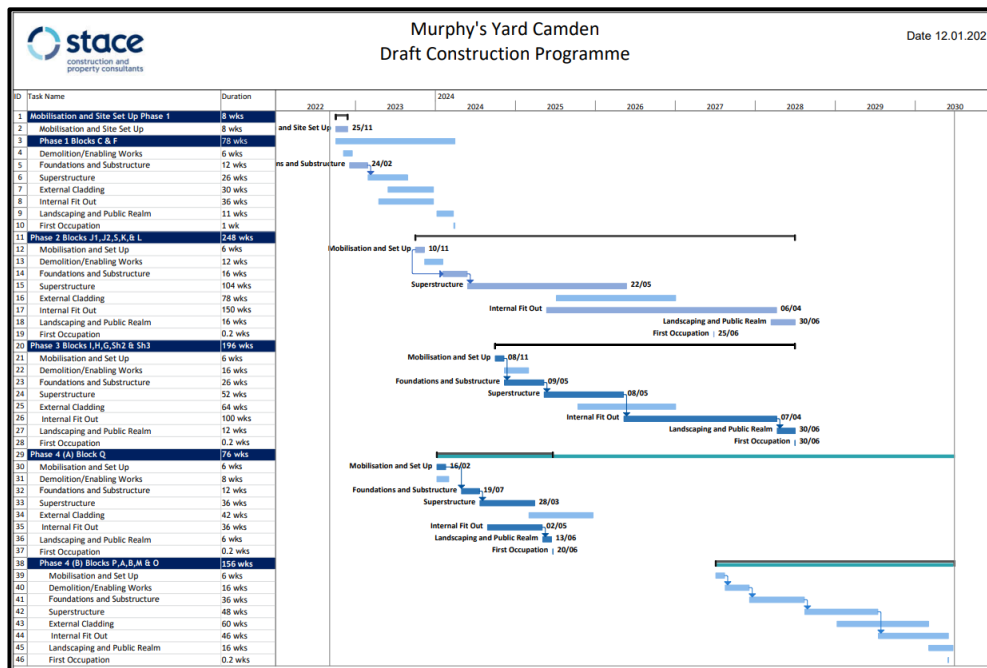 stace
construction and
property consultants
Murphy's Yard Camden
Draft Construction Programme
Date 12.01.202
ID Task Name Duration 2024
2022 2023 2024 2025 2026 2027 2028 2029 2030
1 Mobilisation and Site Set Up Phase 1 8 wks
2 Mobilisation and Site Set Up 8 wks and Site Set Up 25/11
3 Phase 1 Blocks C & F 78 wks
4 Demolition/Enabling Works 6 wks
5 Foundations and Substructure 12 wks ns and Substructure 24/02
6 Superstructure 26 wks
7 External Cladding 30 wks
8 Internal Fit Out 36 wks
9 Landscaping and Public Realm 11 wks
10 First Occupation 1 wk
11 Phase 2 Blocks J1,J2,S,K,& L 248 wks
12 Mobilisation and Set Up 6 wks Mobilisation and Set Up 10/11
13 Demolition/Enabling Works 12 wks
14 Foundations and Substructure 16 wks
15 Superstructure 104 wks Superstructure 22/05
16 External Cladding 78 wks
17 Internal Fit Out 150 wks Internal Fit Out 06/04
18 Landscaping and Public Realm 16 wks Landscaping and Public Realm 30/06
19 First Occupation 0.2 wks First Occupation 25/06
20 Phase 3 Blocks I,H,G,Sh2 & Sh3 196 wks
21 Mobilisation and Set Up 6 wks Mobilisation and Set Up 08/11
22 Demolition/Enabling Works 16 wks
23 Foundations and Substructure 26 wks Foundations and Substructure 09/05
24 Superstructure 52 wks Superstructure 08/05
25 External Cladding 64 wks
26 Internal Fit Out 100 wks Internal Fit Out 07/04
27 Landscaping and Public Realm 12 wks Landscaping and Public Realm 30/06
28 First Occupation 0.2 wks First Occupation 30/06
29 Phase 4 (A) Block Q 76 wks
30 Mobilisation and Set Up 6 wks Mobilisation and Set Up 16/02
31 Demolition/Enabling Works 8 wks
32 Foundations and Substructure 12 wks Foundations and Substructure 19/07
33 Superstructure 36 wks Superstructure 28/03
34 External Cladding 42 wks
35 Internal Fit Out 36 wks Internal Fit Out 02/05
36 Landscaping and Public Realm 6 wks Landscaping and Public Realm 13/06
37 First Occupation 0.2 wks First Occupation 20/06
38 Phase 4 (B) Blocks P,A,B,M & O 156 wks
39 Mobilisation and Set Up 6 wks
40 Demolition/Enabling Works 16 wks
41 Foundations and Substructure 36 wks
42 Superstructure 48 wks
43 External Cladding 60 wks
44 Internal Fit Out 46 wks
45 Landscaping and Public Realm 16 wks
46 First Occupation 0.2 wks